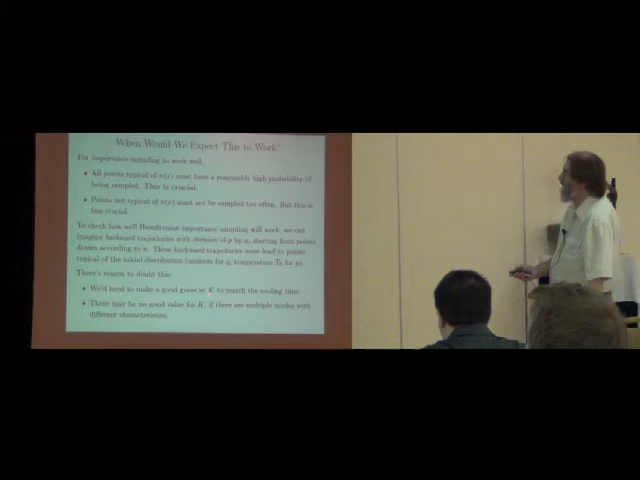 When Would We Expect This to Work?
For importance sampling to work well,
• All points typical of π(x) must have a reasonably high probability of
being sampled. This is crucial.
• Points not typical of π(x) must not be sampled too often. But this is
less crucial.
To check how well Hamiltonian importance sampling will work, we can
imagine backward trajectories with division of p by α, starting from points
drawn according to π. These backward trajectories must lead to points
typical of the initial distribution (uniform for q, temperature T₀ for p)
There's reason to doubt this:
• We'd need to make a good guess at K to match the cooling time.
• There may be no good value for K, if there are multiple modes with
different characteristics.